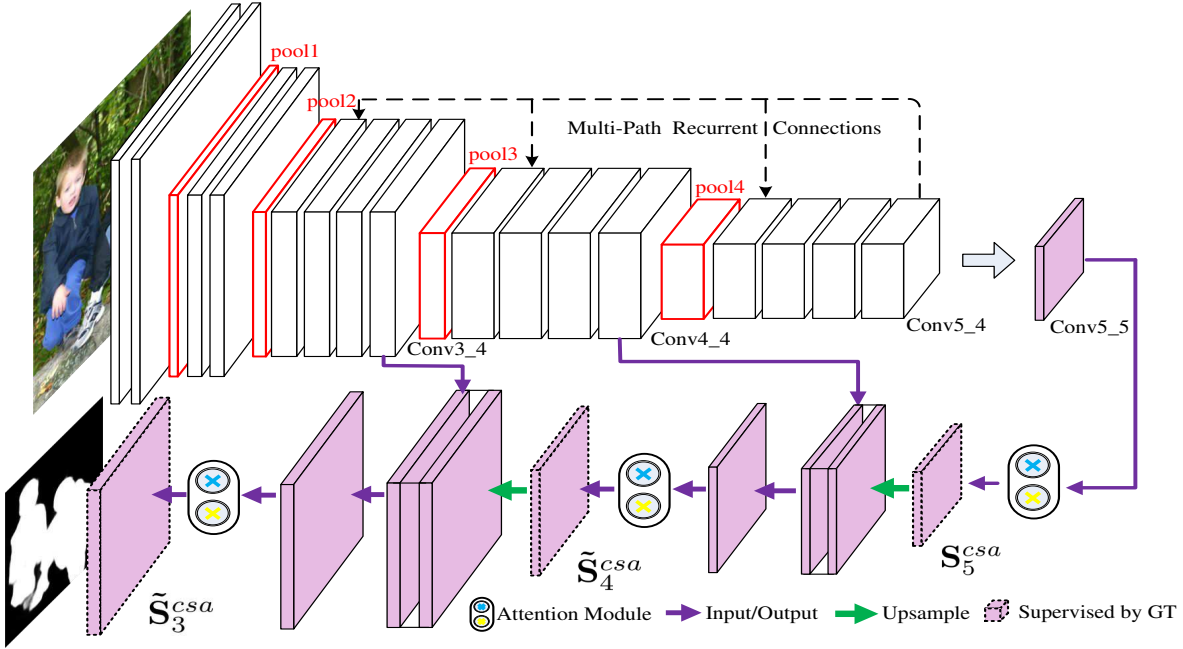 pool1
pool2
Multi-Path Recurrent Connections
pool3
pool4
Conv3_4
Conv4_4
Conv5_4
Conv5_5
S̃₃^csa
S̃₄^csa
S₅^csa
Attention Module
Input/Output
Upsample
Supervised by GT